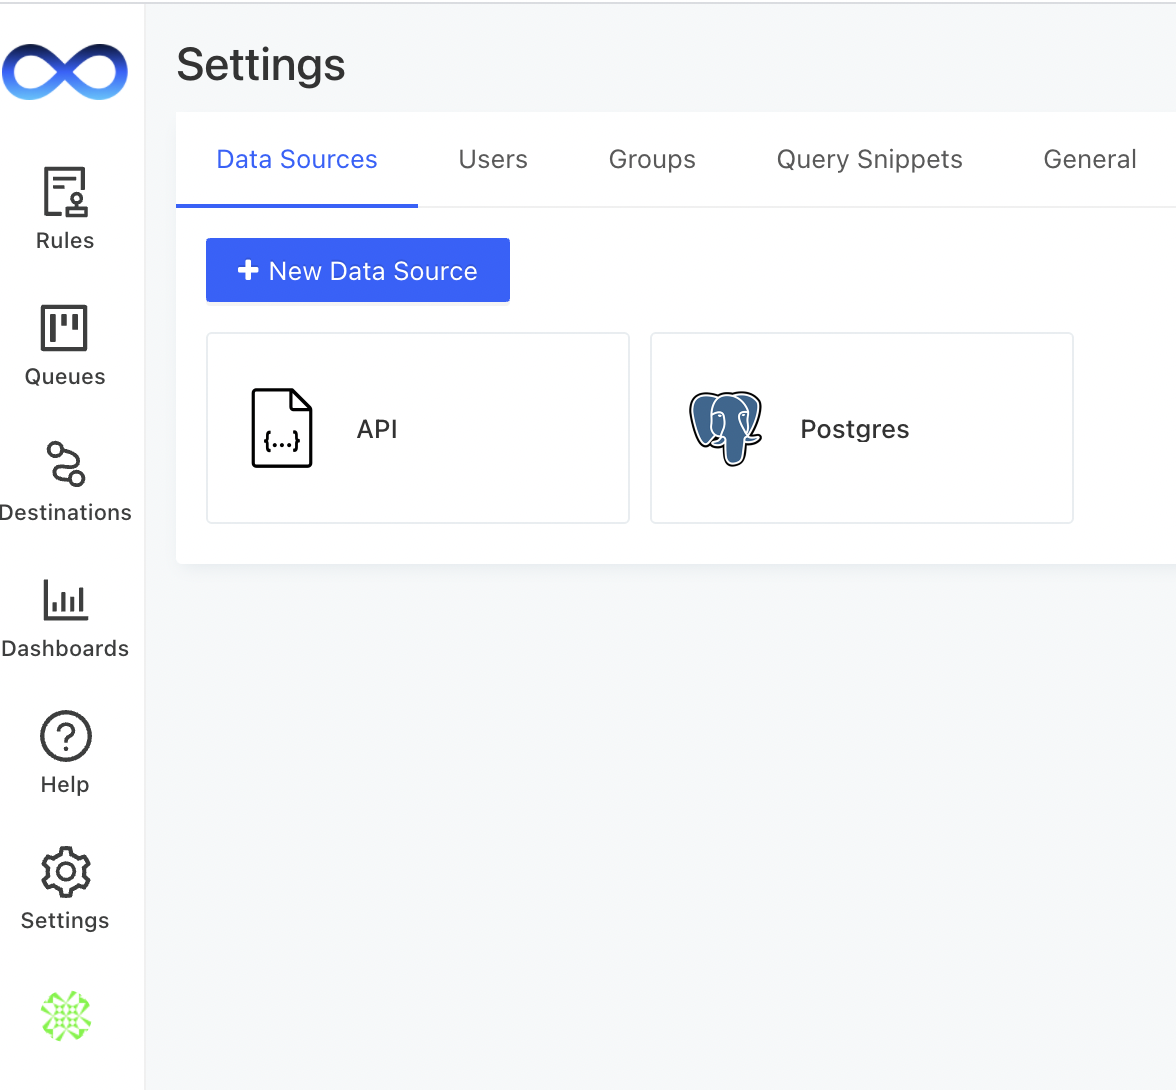 Settings
Data Sources Users Groups Query Snippets General
+ New Data Source
{...} API
Postgres
Rules
Queues
Destinations
Dashboards
? Help
Settings